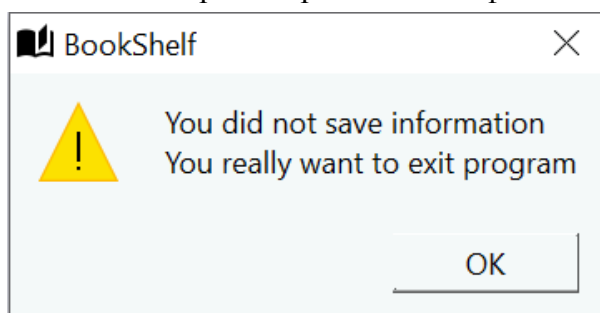 BookShelf
!
You did not save information
You really want to exit program
OK